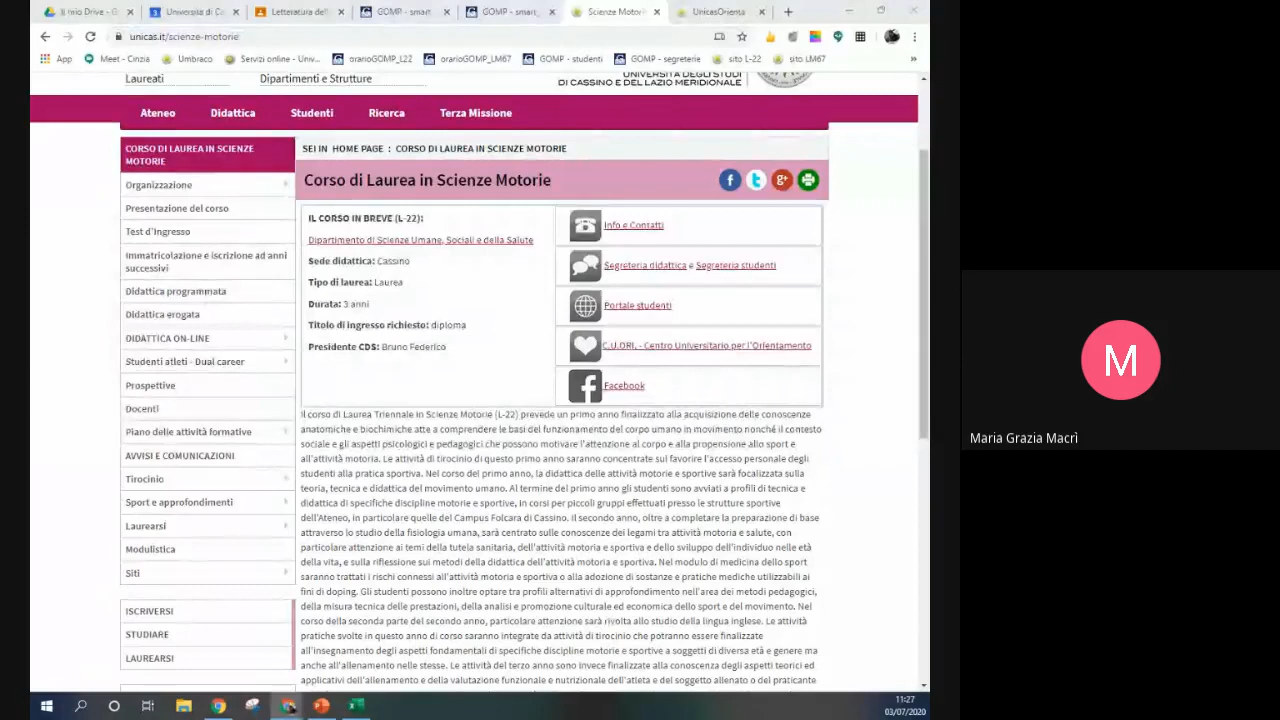 Il mio Drive - G
Università di C
Letteratura dell
GOMP - smart
GOMP - smart_
Scienze Motori
UnicasOrienta
unicas.it/scienze-motorie
App
Meet - Cinzia
Umbraco
Servizi online - Univ...
orarioGOMP_L22
orarioGOMP_LM67
GOMP - studenti
GOMP - segreterie
sito L-22
sito LM67
»
Laureati
Dipartimenti e Strutture
UNIVERSITÀ DEGLI STUDI
DI CASSINO E DEL LAZIO MERIDIONALE
Ateneo
Didattica
Studenti
Ricerca
Terza Missione
CORSO DI LAUREA IN SCIENZE
MOTORIE
Organizzazione
Presentazione del corso
Test d'Ingresso
Immatricolazione e iscrizione ad anni
successivi
Didattica programmata
Didattica erogata
DIDATTICA ON-LINE
Studenti atleti - Dual career
Prospettive
Docenti
Piano delle attività formative
AVVISI E COMUNICAZIONI
Tirocinio
Sport e approfondimenti
Laurearsi
Modulistica
Siti
ISCRIVERSI
STUDIARE
LAUREARSI
SEI IN HOME PAGE : CORSO DI LAUREA IN SCIENZE MOTORIE
Corso di Laurea in Scienze Motorie
IL CORSO IN BREVE (L-22):
Dipartimento di Scienze Umane, Sociali e della Salute
Sede didattica: Cassino
Tipo di laurea: Laurea
Durata: 3 anni
Titolo di ingresso richiesto: diploma
Presidente CDS: Bruno Federico
Info e Contatti
Segreteria didattica e Segreteria studenti
Portale studenti
C.U.ORI. - Centro Universitario per l'Orientamento
Facebook
Il corso di Laurea Triennale in Scienze Motorie (L-22) prevede un primo anno finalizzato alla acquisizione delle conoscenze
anatomiche e biochimiche atte a comprendere le basi del funzionamento del corpo umano in movimento nonché il contesto
sociale e gli aspetti psicologici e pedagogici che possono motivare l'attenzione al corpo e alla propensione allo sport e
all'attività motoria. Le attività di tirocinio di questo primo anno saranno concentrate sul favorire l'accesso personale degli
studenti alla pratica sportiva. Nel corso del primo anno, la didattica delle attività motorie e sportive sarà focalizzata sulla
teoria, tecnica e didattica del movimento umano. Al termine del primo anno gli studenti sono avviati a profili di tecnica e
didattica di specifiche discipline motorie e sportive, in corsi per piccoli gruppi effettuati presso le strutture sportive
dell'Ateneo, in particolare quelle del Campus Folcara di Cassino. Il secondo anno, oltre a completare la preparazione di base
attraverso lo studio della fisiologia umana, sarà centrato sulle conoscenze dei legami tra attività motoria e salute, con
particolare attenzione ai temi della tutela sanitaria, dell'attività motoria e sportiva e dello sviluppo dell'individuo nelle età
della vita, e sulla riflessione sui metodi della didattica dell'attività motoria e sportiva. Nel modulo di medicina dello sport
saranno trattati i rischi connessi all'attività motoria e sportiva o alla adozione di sostanze e pratiche mediche utilizzabili ai
fini di doping. Gli studenti possono inoltre optare tra profili alternativi di approfondimento nell'area dei metodi pedagogici,
della misura tecnica delle prestazioni, della analisi e promozione culturale ed economica dello sport e del movimento. Nel
corso della seconda parte del secondo anno, particolare attenzione sarà rivolta allo studio della lingua inglese. Le attività
pratiche svolte in questo anno di corso saranno integrate da attività di tirocinio che potranno essere finalizzate
all'insegnamento degli aspetti fondamentali di specifiche discipline motorie e sportive a soggetti di diversa età e genere ma
anche all'allenamento nelle stesse. Le attività del terzo anno sono invece finalizzate alla conoscenza degli aspetti teorici ed
applicativi dell'allenamento e della valutazione funzionale e nutrizionale dell'atleta e del soggetto allenato o del praticante
11:27
03/07/2020
M
Maria Grazia Macrì